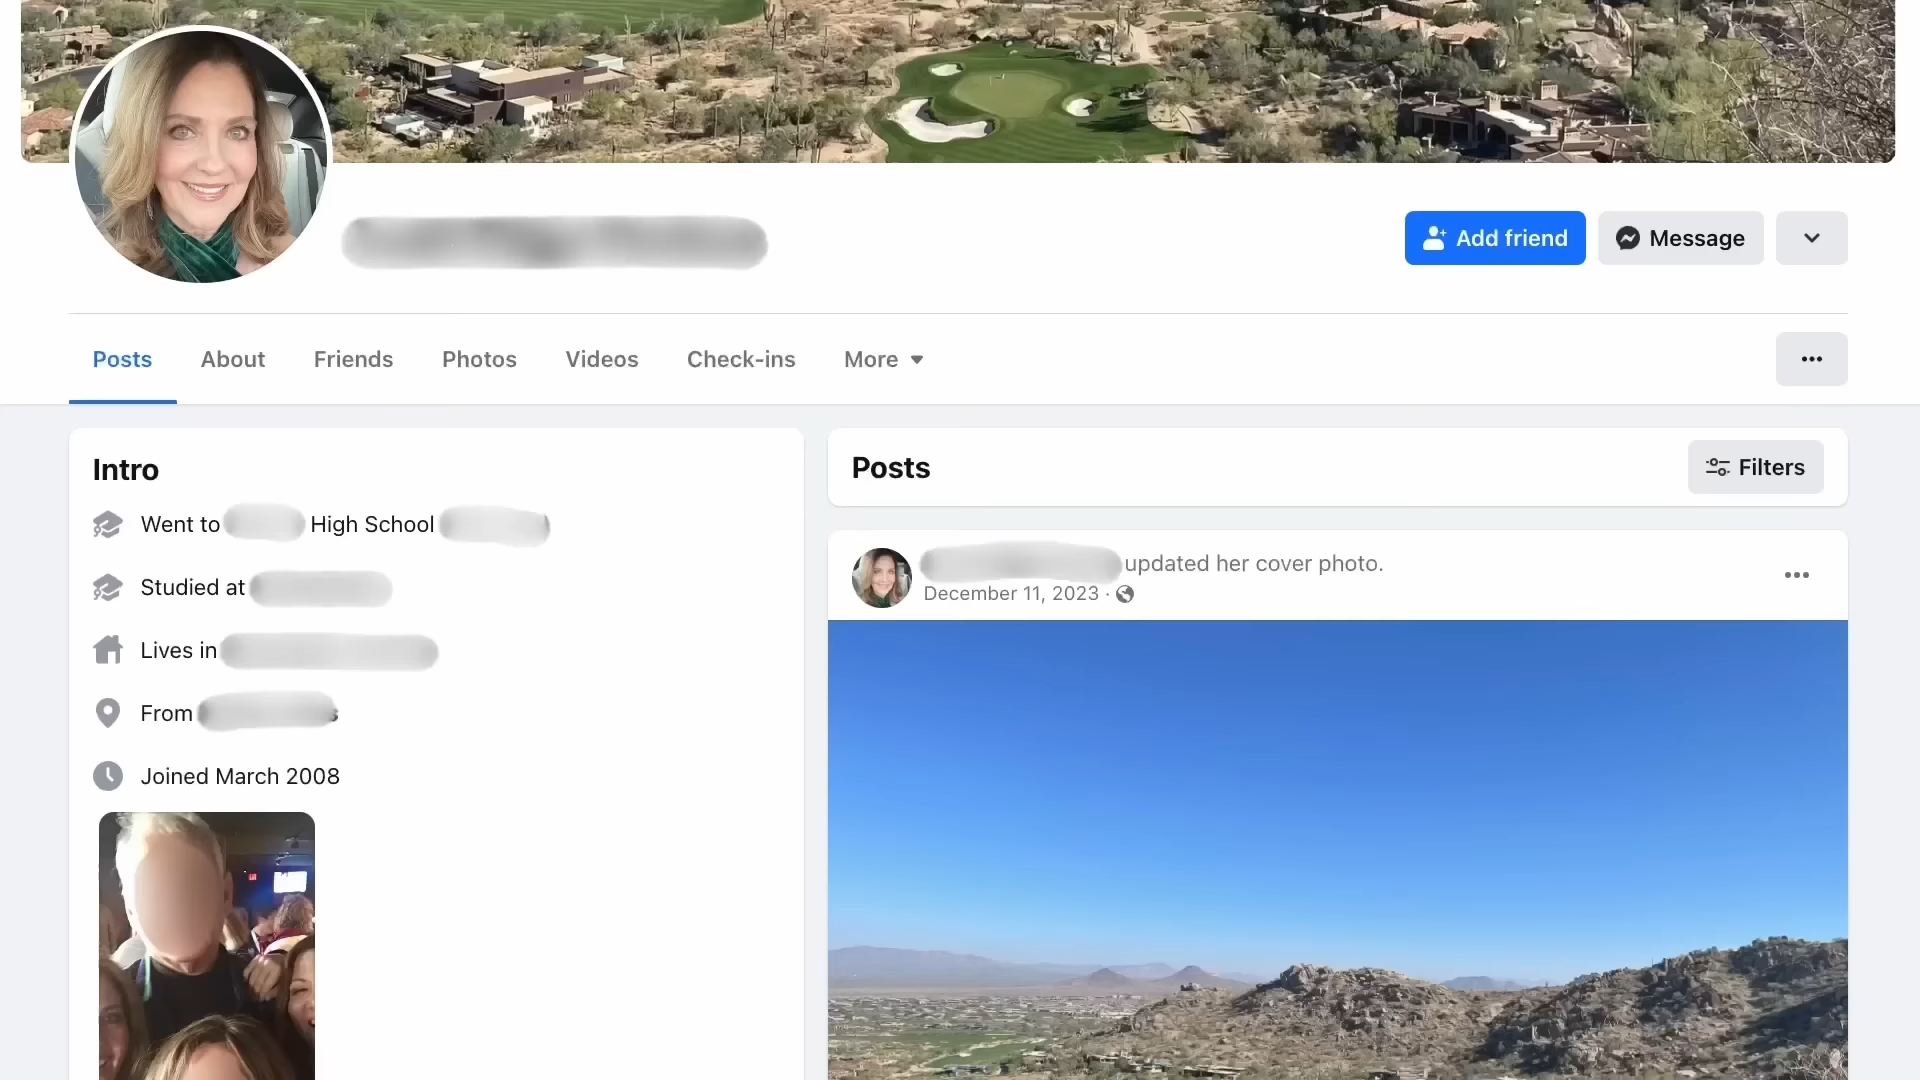 Add friend
Message
Posts
About
Friends
Photos
Videos
Check-ins
More
Intro
Went to High School
Studied at
Lives in
From
Joined March 2008
Posts
Filters
updated her cover photo.
December 11, 2023 ·